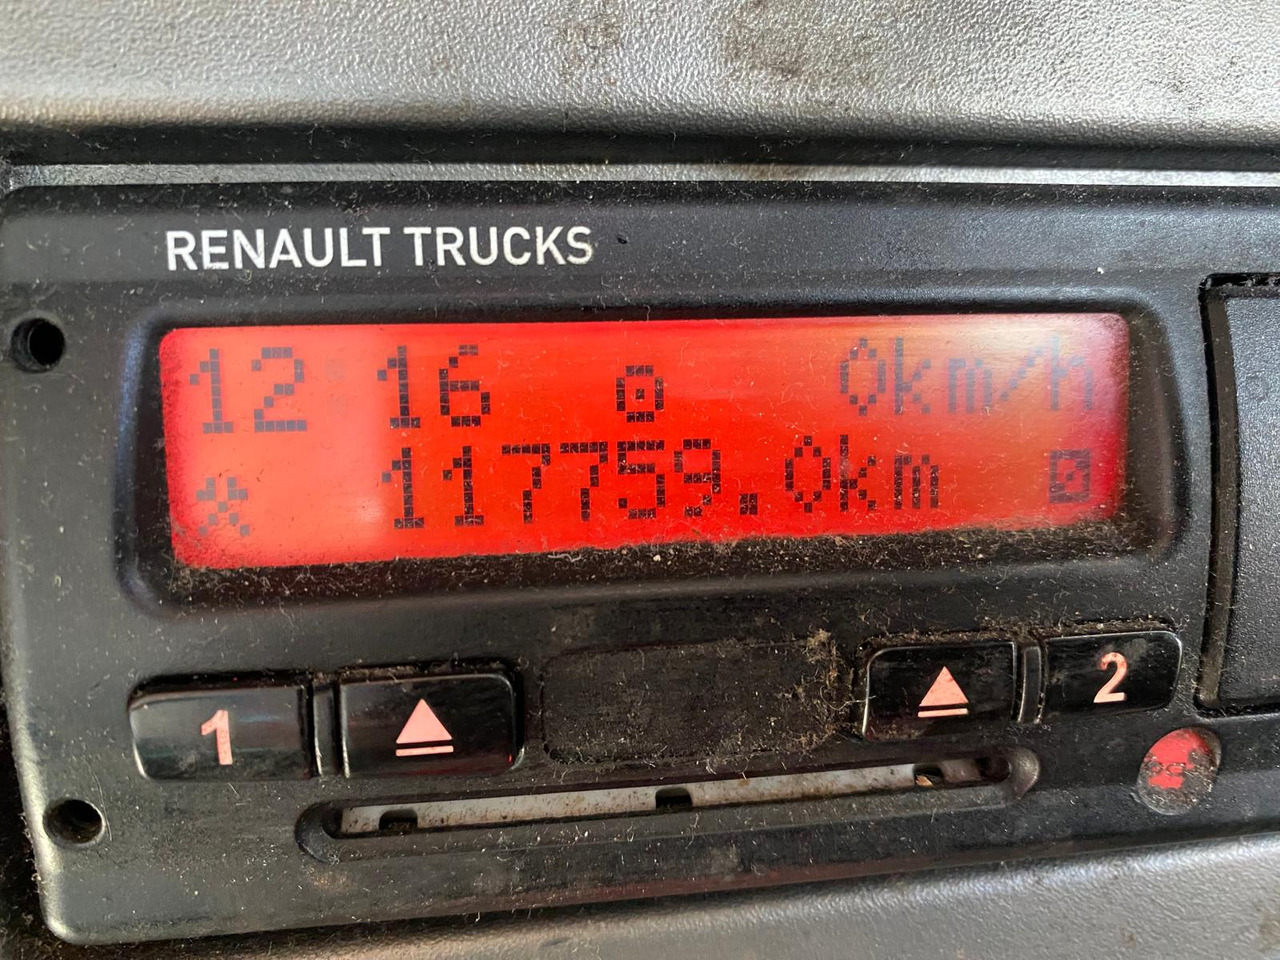 RENAULT TRUCKS
12:16 0km/h
117759.0km
1 2